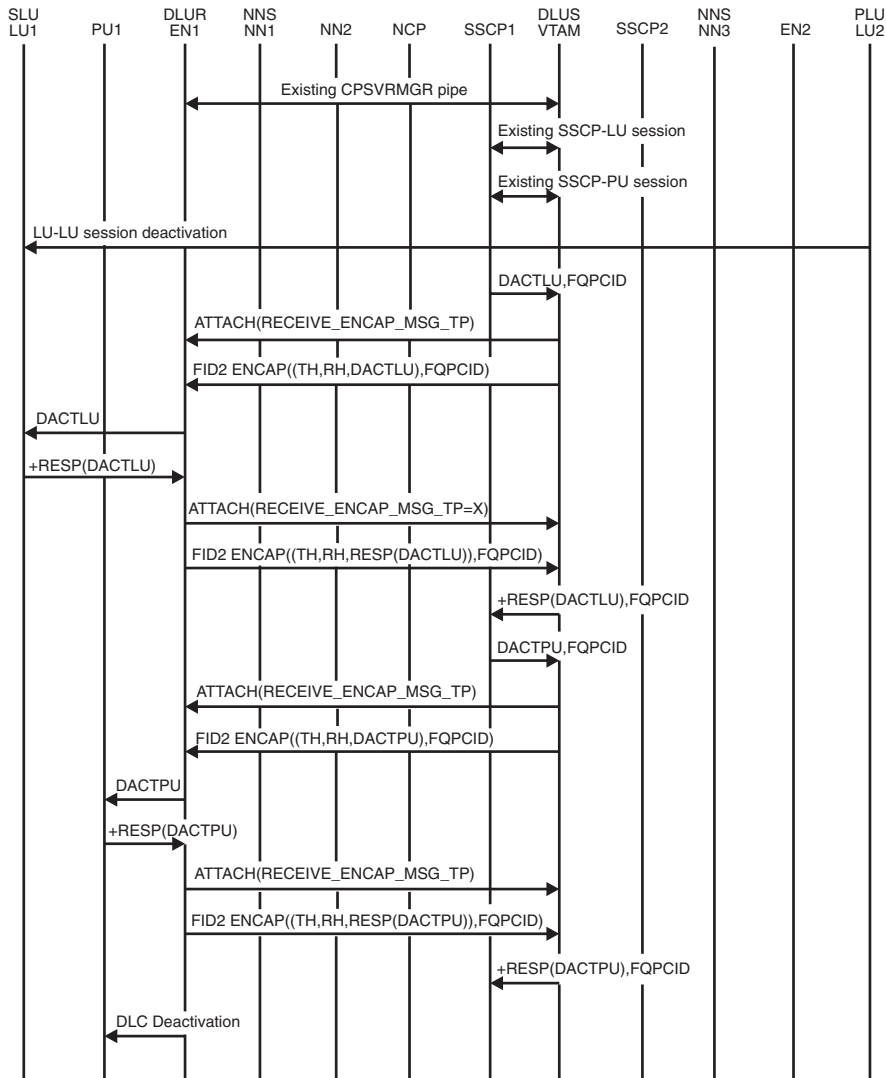 SLU DLUR NNS DLUS NNS PLU
LU1 PU1 EN1 NN1 NN2 NCP SSCP1 VTAM SSCP2 NN3 EN2 LU2
Existing CPSVRMGR pipe
Existing SSCP-LU session
Existing SSCP-PU session
LU-LU session deactivation
DACTLU,FQPCID
ATTACH(RECEIVE_ENCAP_MSG_TP)
FID2 ENCAP((TH,RH,DACTLU),FQPCID)
DACTLU
+RESP(DACTLU)
ATTACH(RECEIVE_ENCAP_MSG_TP=X)
FID2 ENCAP((TH,RH,RESP(DACTLU)),FQPCID)
+RESP(DACTLU),FQPCID
DACTPU,FQPCID
ATTACH(RECEIVE_ENCAP_MSG_TP)
FID2 ENCAP((TH,RH,DACTPU),FQPCID)
DACTPU
+RESP(DACTPU)
ATTACH(RECEIVE_ENCAP_MSG_TP)
FID2 ENCAP((TH,RH,RESP(DACTPU)),FQPCID)
+RESP(DACTPU),FQPCID
DLC Deactivation